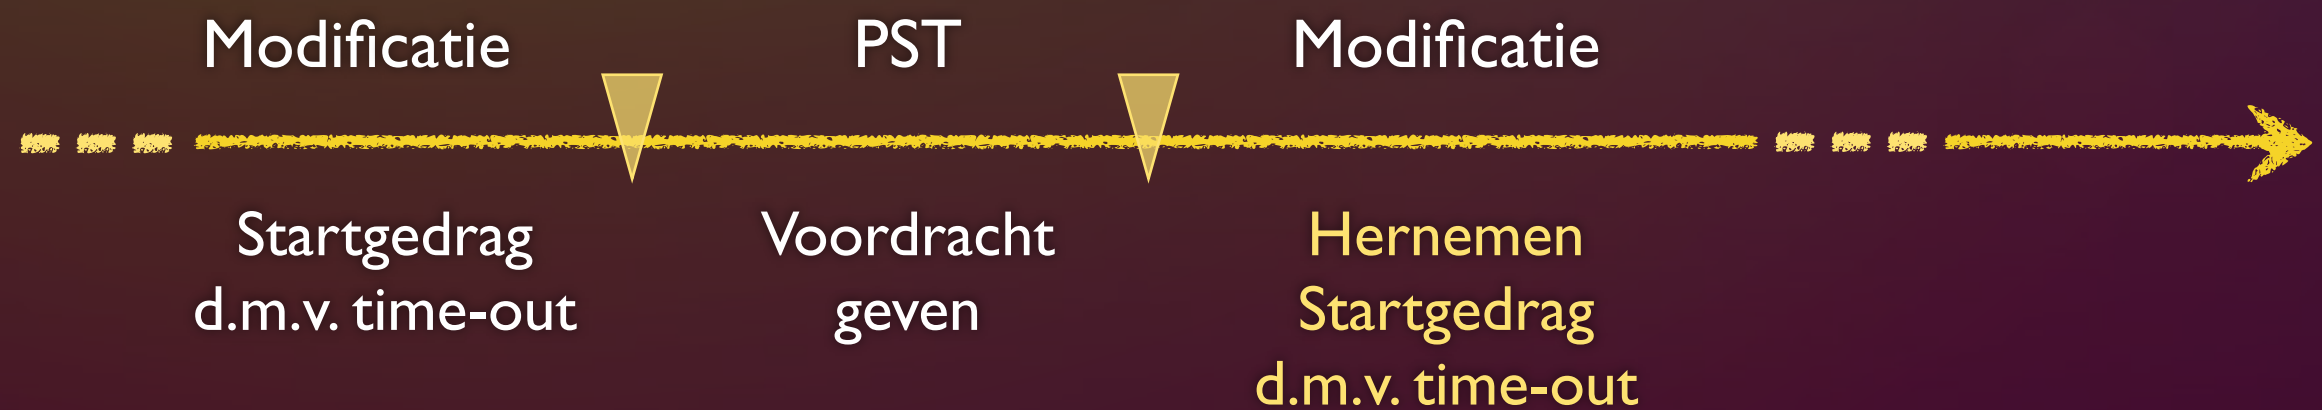 Modificatie
PST
Modificatie
Startgedrag
d.m.v. time-out
Voordracht
geven
Hernemen
Startgedrag
d.m.v. time-out